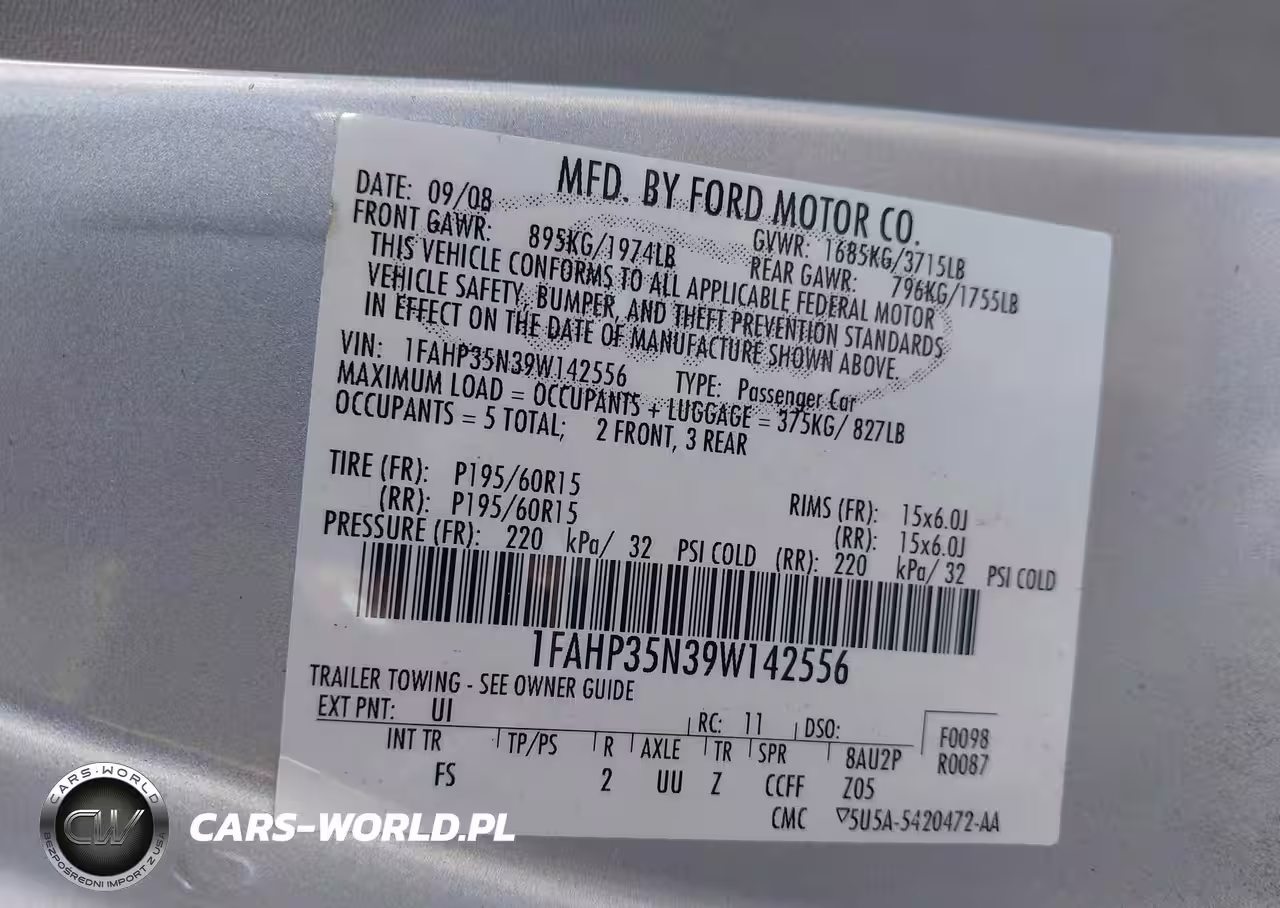 MFD. BY FORD MOTOR CO.
DATE: 09/08 GVWR: 1685KG/3715LB
FRONT GAWR: 895KG/1974LB REAR GAWR: 796KG/1755LB
THIS VEHICLE CONFORMS TO ALL APPLICABLE FEDERAL MOTOR
VEHICLE SAFETY, BUMPER, AND THEFT PREVENTION STANDARDS
IN EFFECT ON THE DATE OF MANUFACTURE SHOWN ABOVE.
VIN: 1FAHP35N39W142556 TYPE: Passenger Car
MAXIMUM LOAD = OCCUPANTS + LUGGAGE = 375KG/ 827LB
OCCUPANTS = 5 TOTAL; 2 FRONT, 3 REAR
TIRE (FR): P195/60R15 RIMS (FR): 15x6.0J
(RR): P195/60R15 (RR): 15x6.0J
PRESSURE (FR): 220 kPa/ 32 PSI COLD (RR): 220 kPa/ 32 PSI COLD
1FAHP35N39W142556
TRAILER TOWING - SEE OWNER GUIDE
EXT PNT: UI RC: 11 DSO: F0098
INT TR TP/PS R AXLE TR SPR 8AU2P R0087
FS 2 UU Z CCFF Z05
CMC ▽5U5A-5420472-AA
CARS-WORLD
CW
BEZPOŚREDNI IMPORT Z USA
CARS-WORLD.PL